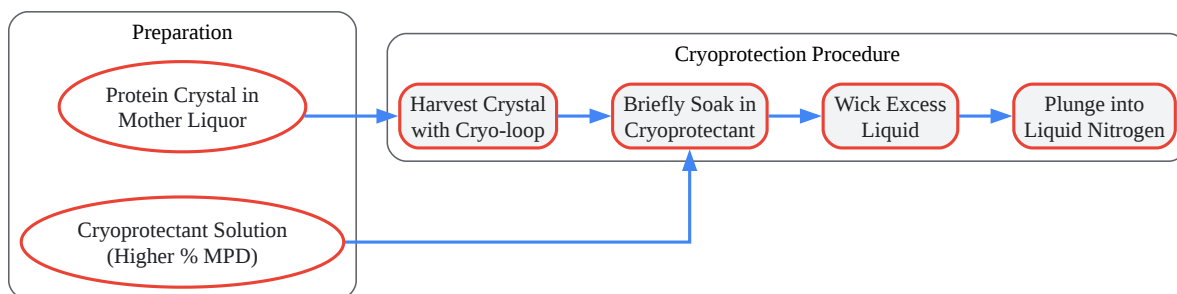 Preparation
Protein Crystal in
Mother Liquor
Cryoprotectant Solution
(Higher % MPD)
Cryoprotection Procedure
Harvest Crystal
with Cryo-loop
Briefly Soak in
Cryoprotectant
Wick Excess
Liquid
Plunge into
Liquid Nitrogen